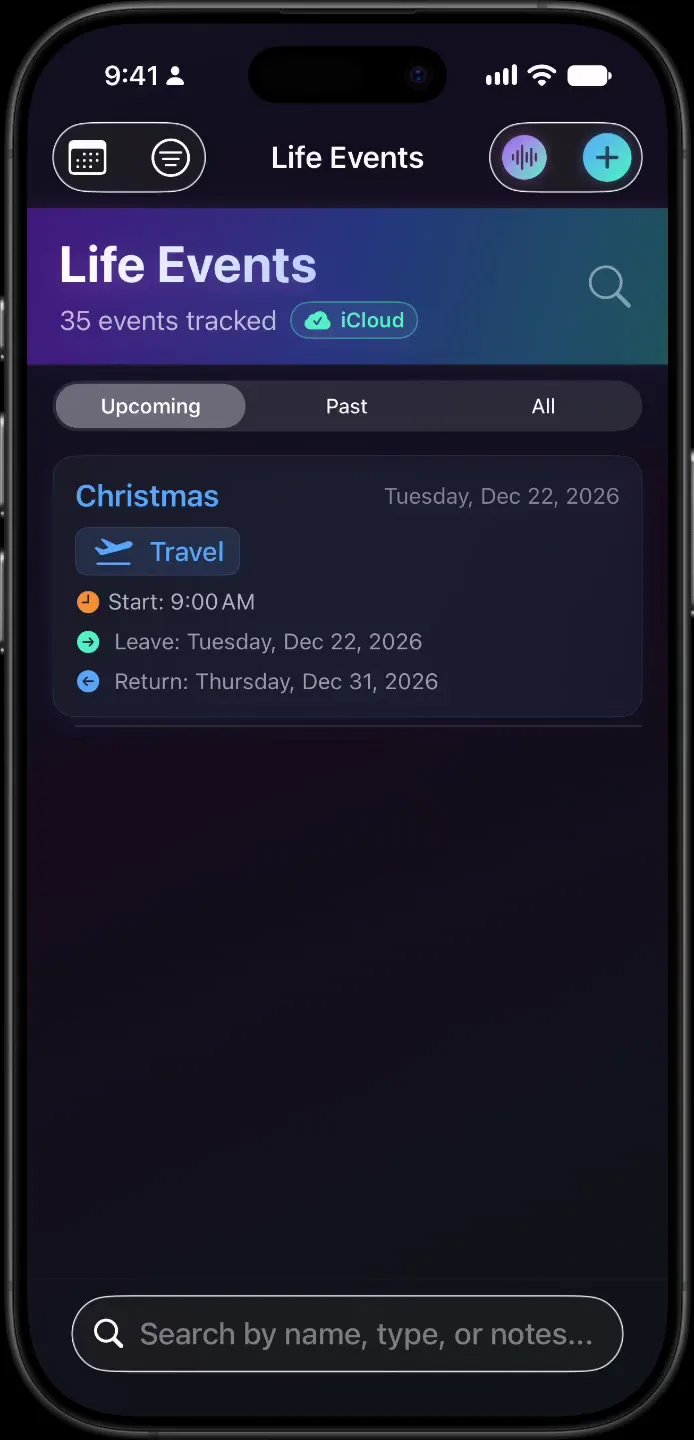 9:41
Life Events
Life Events
35 events tracked iCloud
Upcoming Past All
Christmas Tuesday, Dec 22, 2026
Travel
Start: 9:00 AM
Leave: Tuesday, Dec 22, 2026
Return: Thursday, Dec 31, 2026
Search by name, type, or notes...